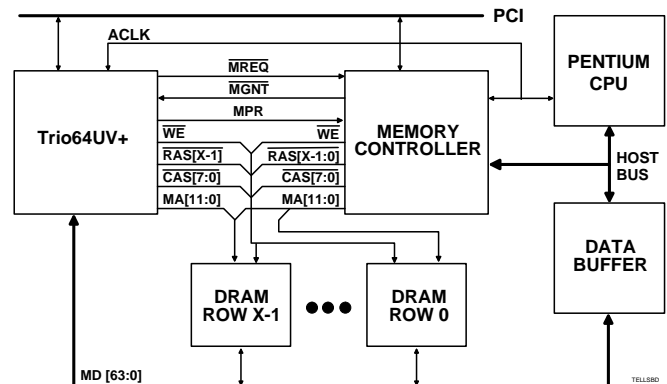 PCI
ACLK
Trio64UV+
MREQ
MGNT
MPR
WE
WE
RAS[X-1]
RAS[X-1:0]
CAS[7:0]
CAS[7:0]
MA[11:0]
MA[11:0]
MEMORY
CONTROLLER
PENTIUM
CPU
HOST
BUS
DATA
BUFFER
DRAM
ROW X-1
DRAM
ROW 0
MD [63:0]
TELLSBD